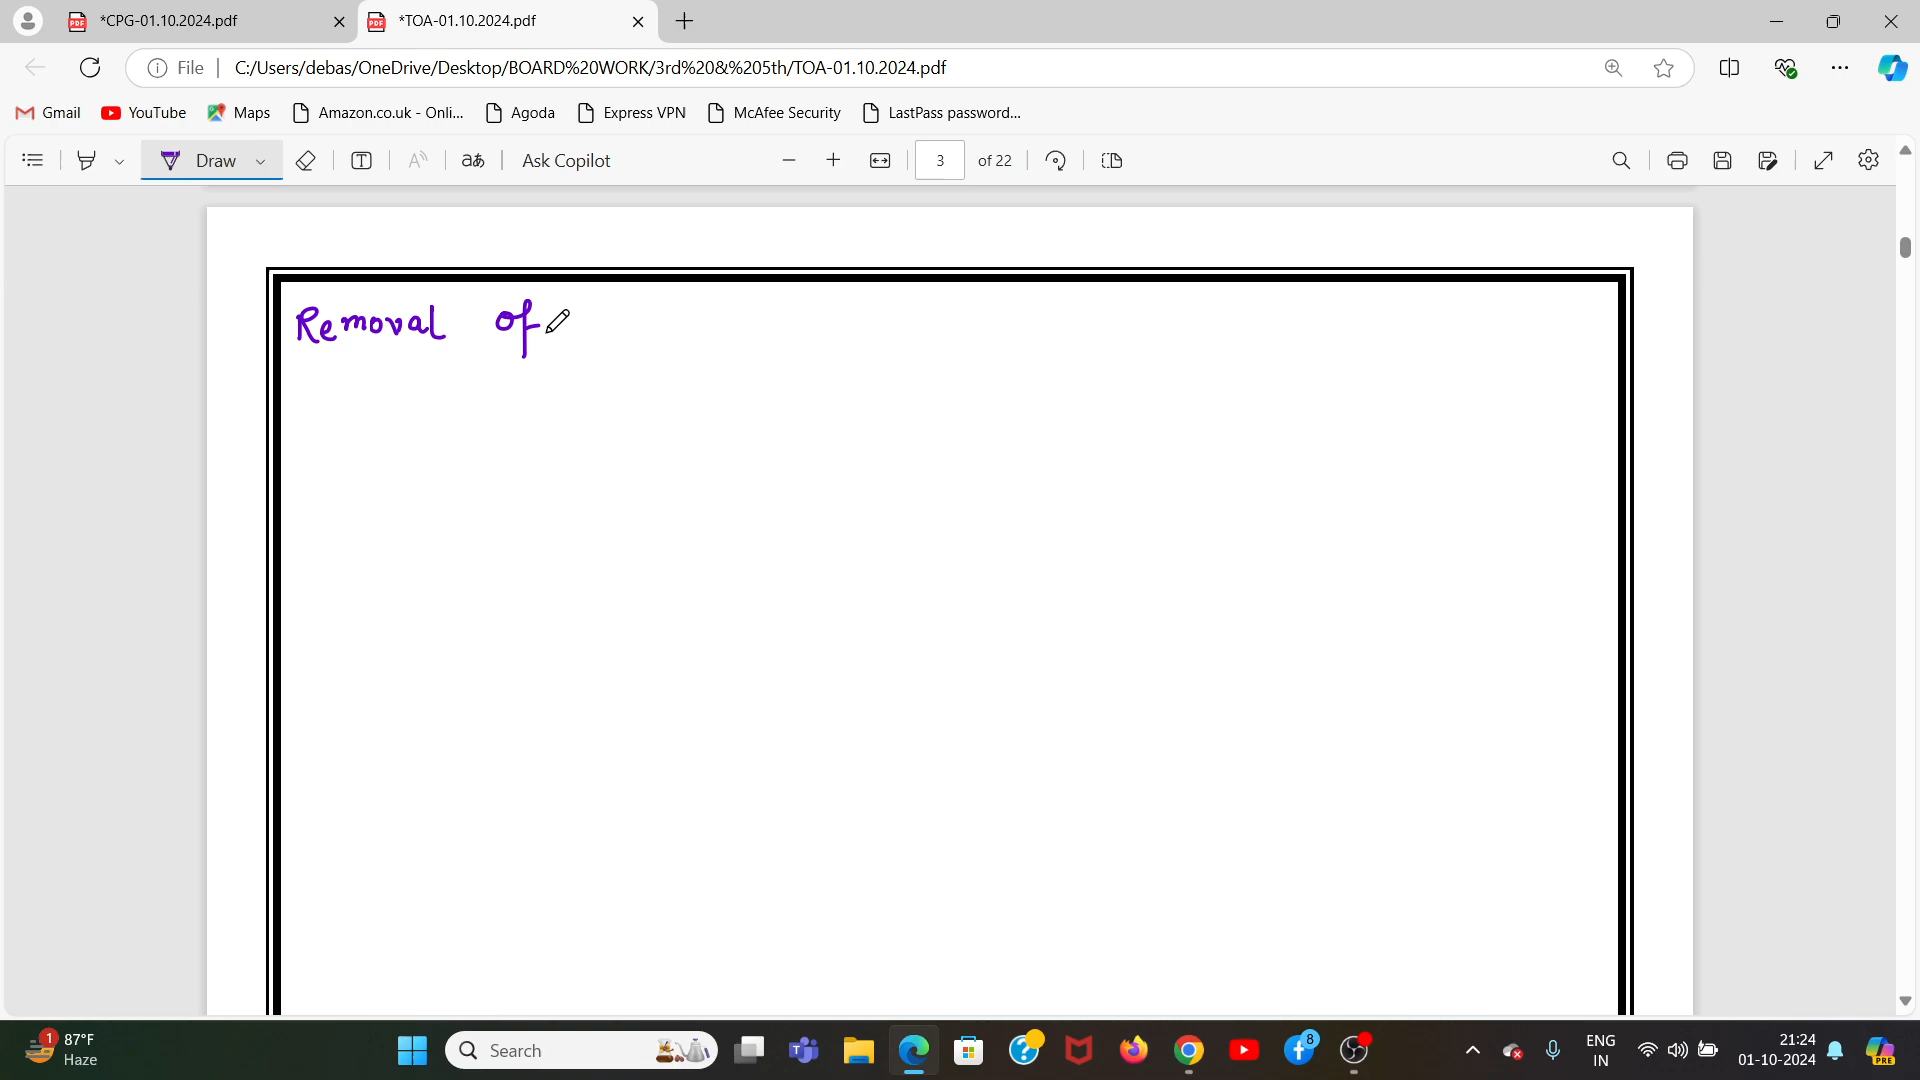 *CPG-01.10.2024.pdf
*TOA-01.10.2024.pdf
File
C:/Users/debas/OneDrive/Desktop/BOARD%20WORK/3rd%20&%205th/TOA-01.10.2024.pdf
Gmail YouTube Maps Amazon.co.uk - Onli... Agoda Express VPN McAfee Security LastPass password...
Draw Ask Copilot 3 of 22
Removal of
1 87°F
Haze
Search
8
ENG
IN
21:24
01-10-2024
PRE